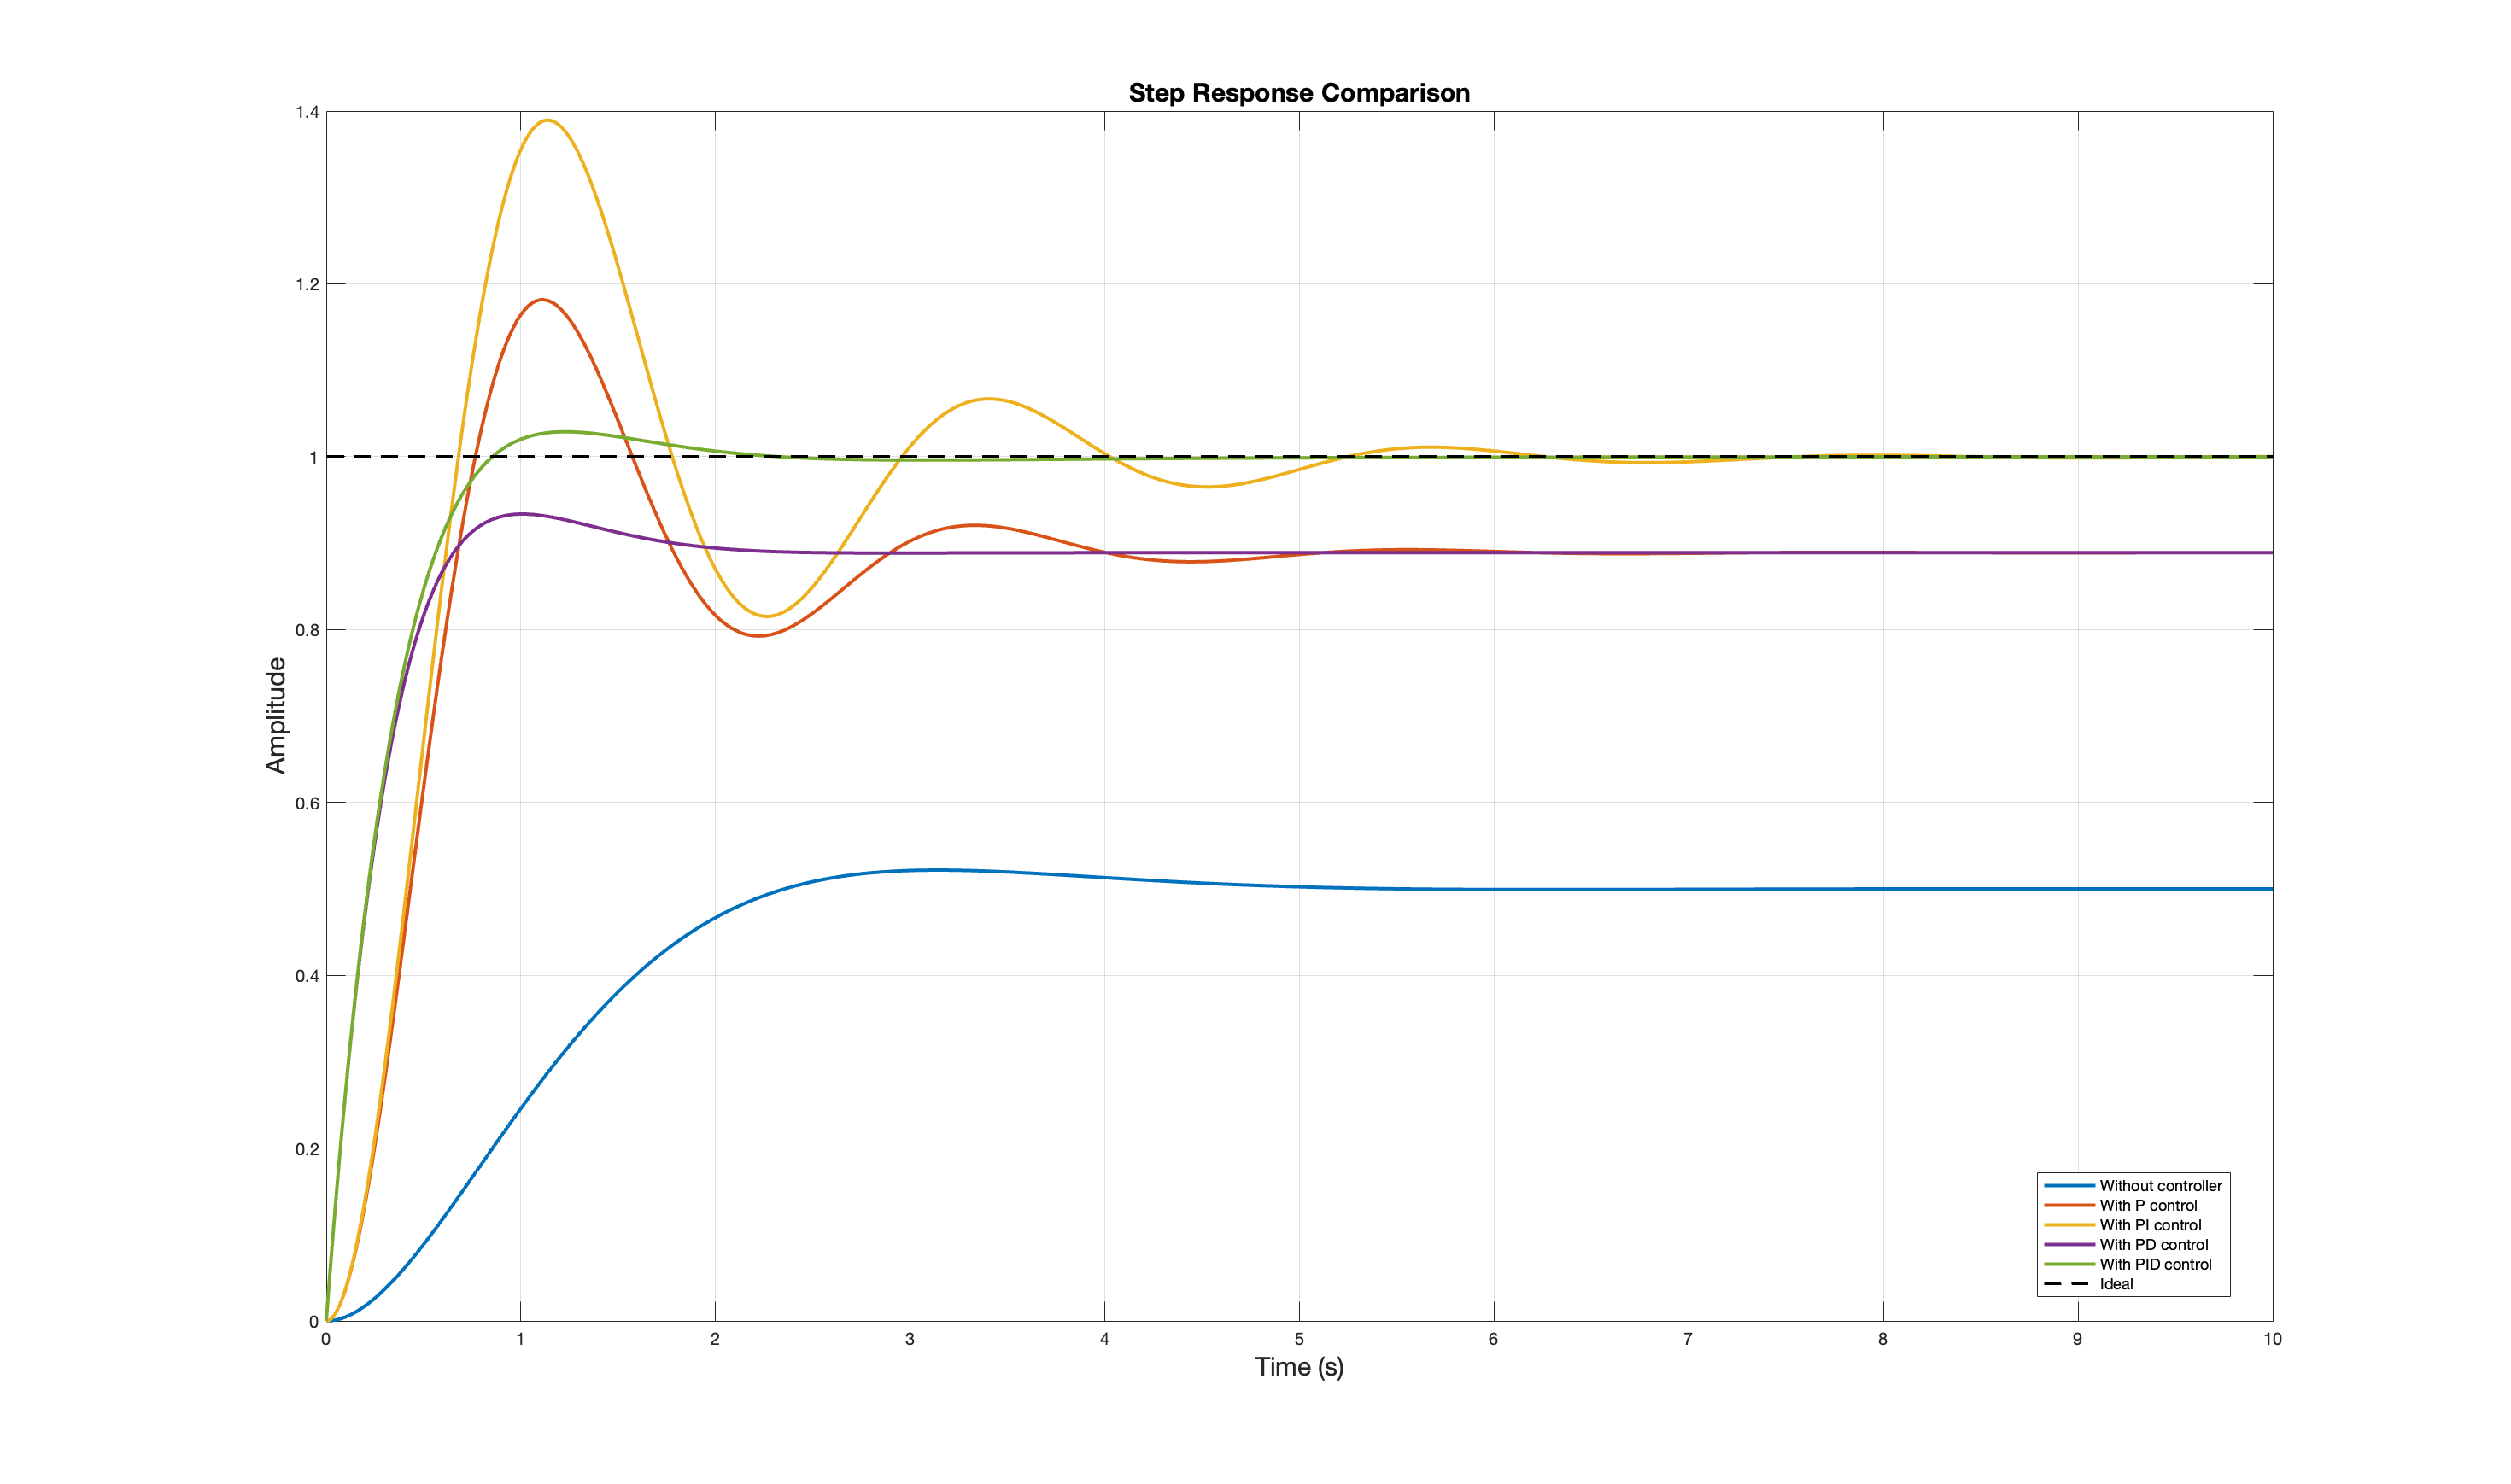 Step Response Comparison
1.4
1.2
1
0.8
0.6
0.4
0.2
0
Amplitude
0 1 2 3 4 5 6 7 8 9 10
Time (s)
Without controller
With P control
With PI control
With PD control
With PID control
Ideal